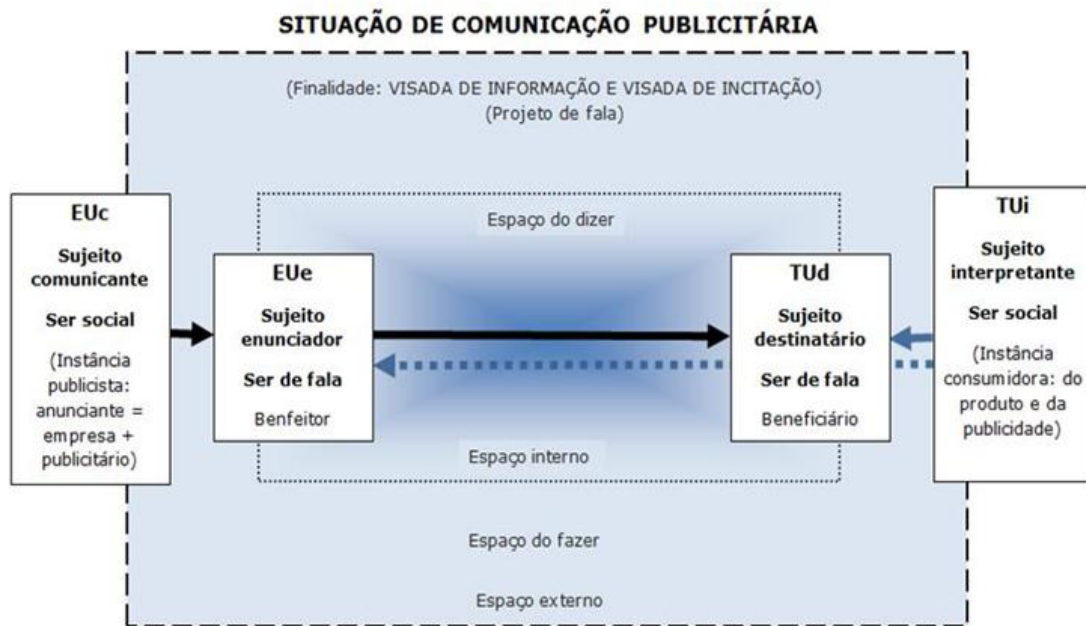 SITUAÇÃO DE COMUNICAÇÃO PUBLICITÁRIA
(Finalidade: VISADA DE INFORMAÇÃO E VISADA DE INCITAÇÃO)
(Projeto de fala)
EUc
Sujeito
comunicante
Ser social
(Instância
publicista:
anunciante =
empresa +
publicitário)
Espaço do dizer
EUe
Sujeito
enunciador
Ser de fala
Benfeitor
TUd
Sujeito
destinatário
Ser de fala
Beneficiário
TUi
Sujeito
interpretante
Ser social
(Instância
consumidora: do
produto e da
publicidade)
Espaço interno
Espaço do fazer
Espaço externo